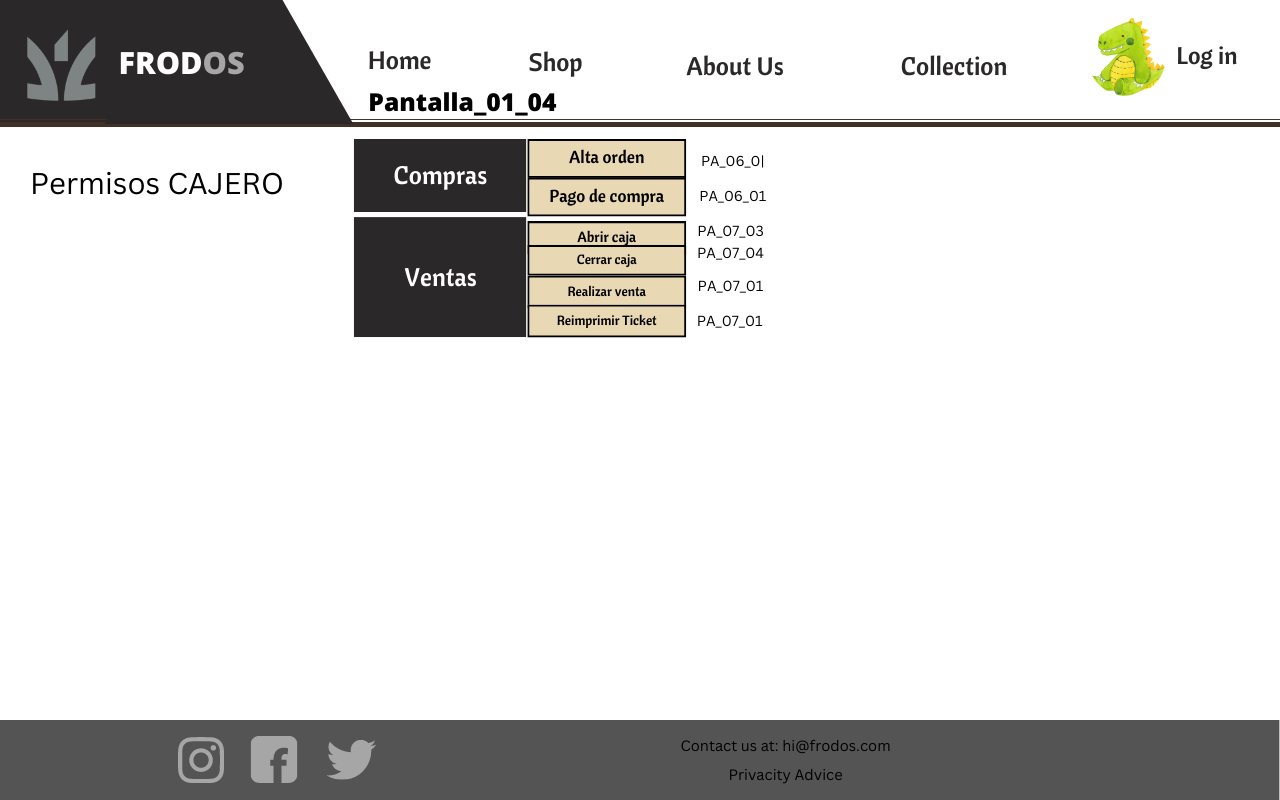 FRODOS
Home
Shop
About Us
Collection
Log in
Pantalla_01_04
Permisos CAJERO
Compras
Alta orden
PA_06_0|
Pago de compra
PA_06_01
Ventas
Abrir caja
PA_07_03
Cerrar caja
PA_07_04
Realizar venta
PA_07_01
Reimprimir Ticket
PA_07_01
Contact us at: hi@frodos.com
Privacity Advice